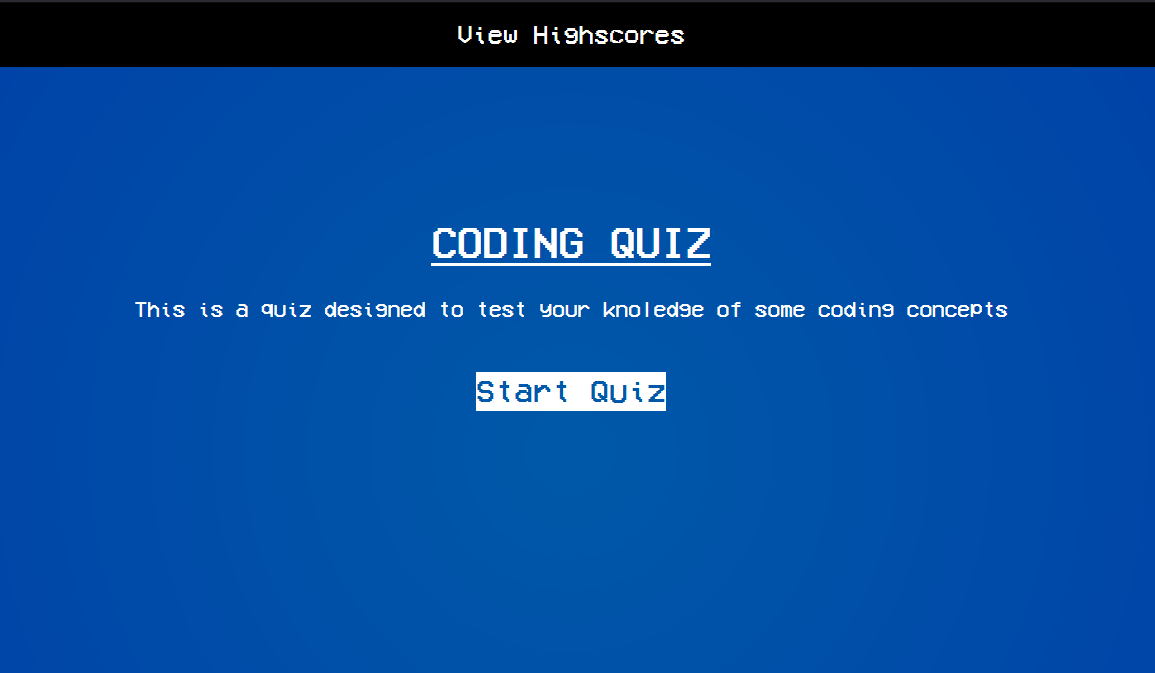 View Highscores
CODING QUIZ
This is a quiz designed to test your knoledge of some coding concepts
Start Quiz